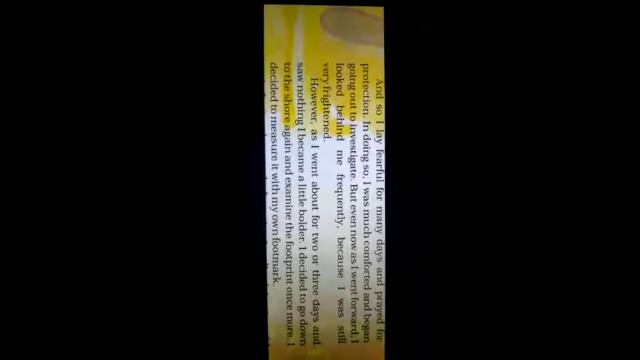 And so I lay fearful for many days and prayed for
protection. In doing so, I was much comforted and began
going out to investigate. But even now as I went forward, I
looked behind me frequently, because I was still
very frightened.
However, as I went about for two or three days and
saw nothing I became a little bolder. I decided to go down
to the shore again and examine the footprint once more. I
decided to measure it with my own footmark.